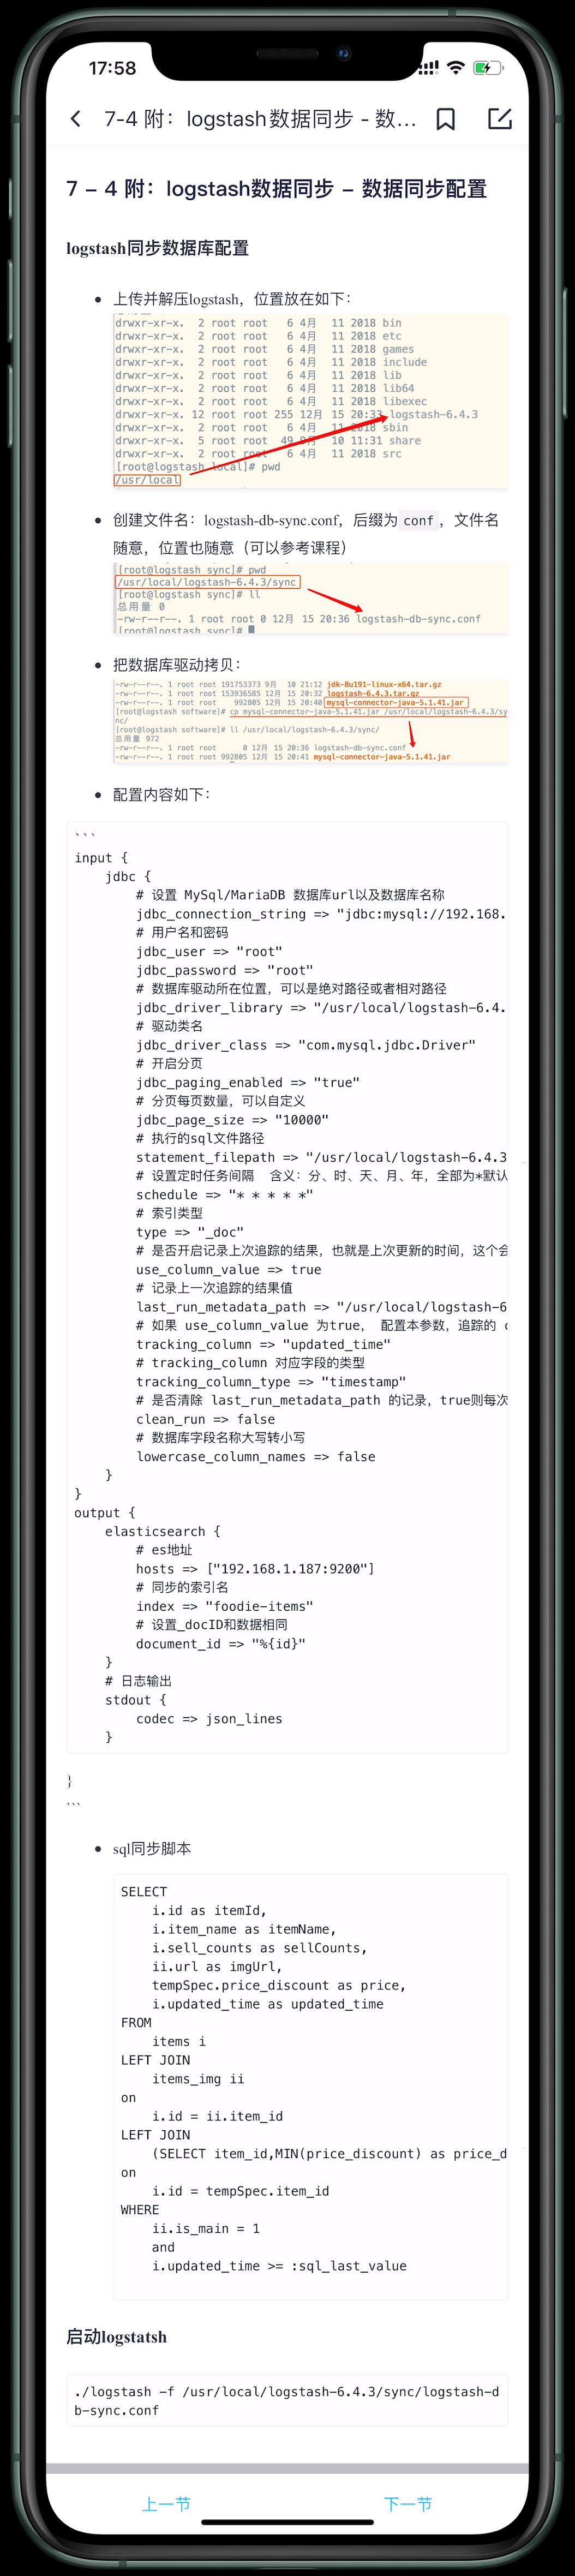 17:58
7-4 附：logstash数据同步 - 数...
7 – 4 附：logstash数据同步 – 数据同步配置
logstash同步数据库配置
上传并解压logstash，位置放在如下：
drwxr-xr-x. 2 root root 6 4月 11 2018 bin
drwxr-xr-x. 2 root root 6 4月 11 2018 etc
drwxr-xr-x. 2 root root 6 4月 11 2018 games
drwxr-xr-x. 2 root root 6 4月 11 2018 include
drwxr-xr-x. 2 root root 6 4月 11 2018 lib
drwxr-xr-x. 2 root root 6 4月 11 2018 lib64
drwxr-xr-x. 2 root root 6 4月 11 2018 libexec
drwxr-xr-x. 12 root root 255 12月 15 20:33 logstash-6.4.3
drwxr-xr-x. 2 root root 6 4月 11 2018 sbin
drwxr-xr-x. 5 root root 49 10 11:31 share
drwxr-xr-x. 2 root root 6 4月 11 2018 src
[root@logstash local]# pwd
/usr/local
创建文件名：logstash-db-sync.conf，后缀为 conf ，文件名
随意，位置也随意（可以参考课程）
[root@logstash sync]# pwd
/usr/local/logstash-6.4.3/sync
[root@logstash sync]# ll
总用量 0
-rw-r--r--. 1 root root 0 12月 15 20:36 logstash-db-sync.conf
[root@logstash sync]#
把数据库驱动拷贝：
-rw-r--r--. 1 root root 191753373 9月 10 21:12 jdk-8u191-linux-x64.tar.gz
-rw-r--r--. 1 root root 153936585 12月 15 20:32 logstash-6.4.3.tar.gz
-rw-r--r--. 1 root root 992805 12月 15 20:40 mysql-connector-java-5.1.41.jar
[root@logstash software]# cp mysql-connector-java-5.1.41.jar /usr/local/logstash-6.4.3/sy
nc/
[root@logstash software]# ll /usr/local/logstash-6.4.3/sync/
总用量 972
-rw-r--r--. 1 root root 0 12月 15 20:36 logstash-db-sync.conf
-rw-r--r--. 1 root root 992805 12月 15 20:41 mysql-connector-java-5.1.41.jar
配置内容如下：
```
input {
jdbc {
# 设置 MySql/MariaDB 数据库url以及数据库名称
jdbc_connection_string => "jdbc:mysql://192.168.
# 用户名和密码
jdbc_user => "root"
jdbc_password => "root"
# 数据库驱动所在位置，可以是绝对路径或者相对路径
jdbc_driver_library => "/usr/local/logstash-6.4.
# 驱动类名
jdbc_driver_class => "com.mysql.jdbc.Driver"
# 开启分页
jdbc_paging_enabled => "true"
# 分页每页数量，可以自定义
jdbc_page_size => "10000"
# 执行的sql文件路径
statement_filepath => "/usr/local/logstash-6.4.3
# 设置定时任务间隔 含义：分、时、天、月、年，全部为*默认
schedule => "* * * * *"
# 索引类型
type => "_doc"
# 是否开启记录上次追踪的结果，也就是上次更新的时间，这个会
use_column_value => true
# 记录上一次追踪的结果值
last_run_metadata_path => "/usr/local/logstash-6
# 如果 use_column_value 为true， 配置本参数，追踪的 c
tracking_column => "updated_time"
# tracking_column 对应字段的类型
tracking_column_type => "timestamp"
# 是否清除 last_run_metadata_path 的记录，true则每次
clean_run => false
# 数据库字段名称大写转小写
lowercase_column_names => false
}
}
output {
elasticsearch {
# es地址
hosts => ["192.168.1.187:9200"]
# 同步的索引名
index => "foodie-items"
# 设置_docID和数据相同
document_id => "%{id}"
}
# 日志输出
stdout {
codec => json_lines
}
}
```
sql同步脚本
SELECT
i.id as itemId,
i.item_name as itemName,
i.sell_counts as sellCounts,
ii.url as imgUrl,
tempSpec.price_discount as price,
i.updated_time as updated_time
FROM
items i
LEFT JOIN
items_img ii
on
i.id = ii.item_id
LEFT JOIN
(SELECT item_id,MIN(price_discount) as price_d
on
i.id = tempSpec.item_id
WHERE
ii.is_main = 1
and
i.updated_time >= :sql_last_value
启动logstatsh
./logstash -f /usr/local/logstash-6.4.3/sync/logstash-d
b-sync.conf
上一节
下一节